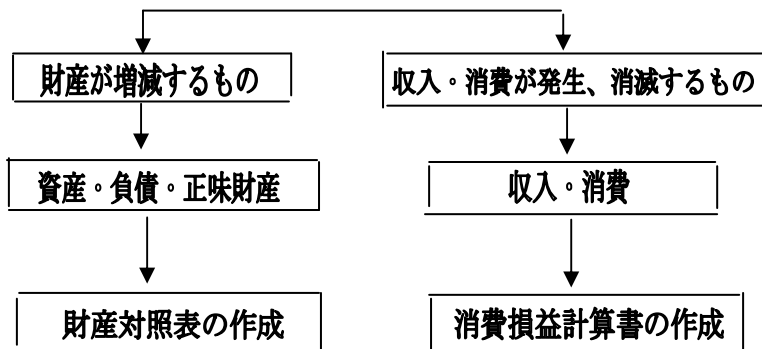 財産が増減するもの
収入・消費が発生、消減するもの
資産・負債・正味財産
収入・消費
財産対照表の作成
消費損益計算書の作成